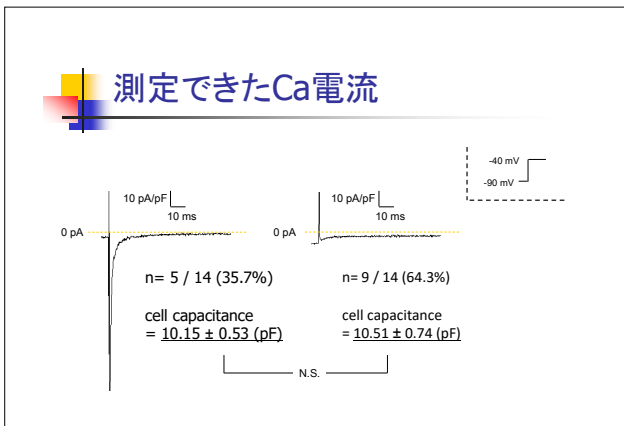 測定できたCa電流
-40 mV
-90 mV
10 pA/pF
10 ms
0 pA
10 pA/pF
10 ms
0 pA
n= 5 / 14 (35.7%)
cell capacitance
= 10.15 ± 0.53 (pF)
n= 9 / 14 (64.3%)
cell capacitance
= 10.51 ± 0.74 (pF)
N.S.